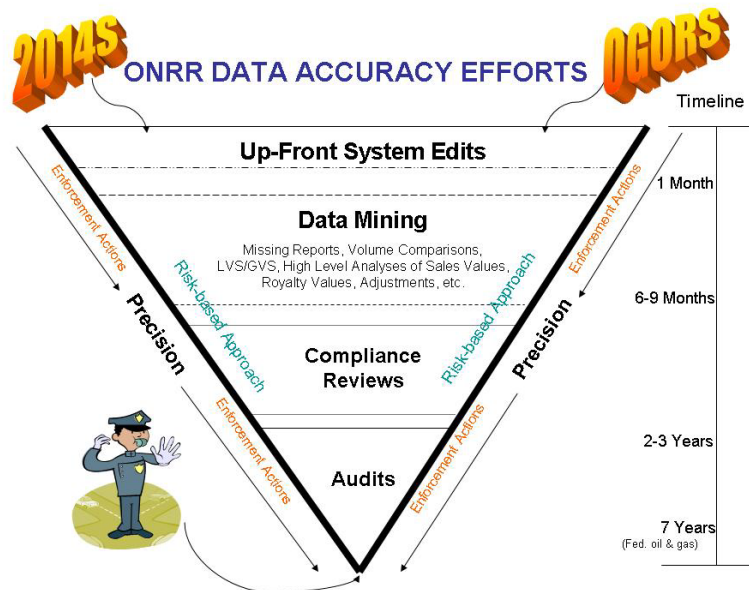 2014S
OGORS
ONRR DATA ACCURACY EFFORTS
Timeline
Up-Front System Edits
1 Month
Enforcement Actions
Enforcement Actions
Data Mining
Missing Reports, Volume Comparisons,
LVS/GVS, High Level Analyses of Sales Values,
Royalty Values, Adjustments, etc.
Risk-based Approach
Risk-based Approach
6-9 Months
Precision
Precision
Compliance
Reviews
Enforcement Actions
Enforcement Actions
2-3 Years
Audits
7 Years
(Fed. oil & gas)